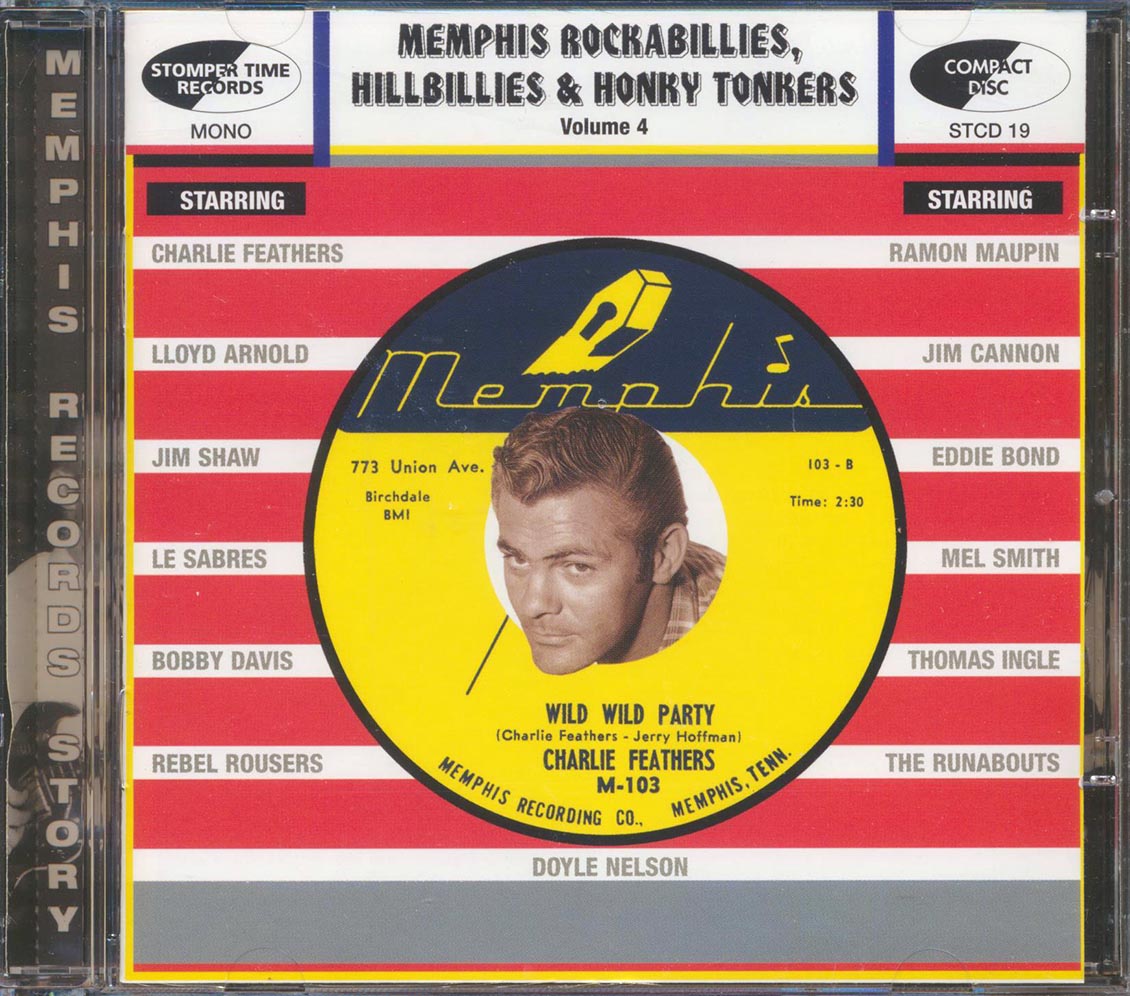 MEMPHIS RECORDS STORY
STOMPER TIME
RECORDS
MONO
MEMPHIS ROCKABILLIES,
HILLBILLIES & HONKY TONKERS
Volume 4
COMPACT
DISC
STCD 19
STARRING
STARRING
CHARLIE FEATHERS
RAMON MAUPIN
LLOYD ARNOLD
JIM CANNON
JIM SHAW
EDDIE BOND
LE SABRES
MEL SMITH
BOBBY DAVIS
THOMAS INGLE
REBEL ROUSERS
THE RUNABOUTS
DOYLE NELSON
Memphis
773 Union Ave.
Birchdale
BMI
103 - B
Time: 2:30
WILD WILD PARTY
(Charlie Feathers - Jerry Hoffman)
CHARLIE FEATHERS
M-103
MEMPHIS RECORDING CO., MEMPHIS, TENN.